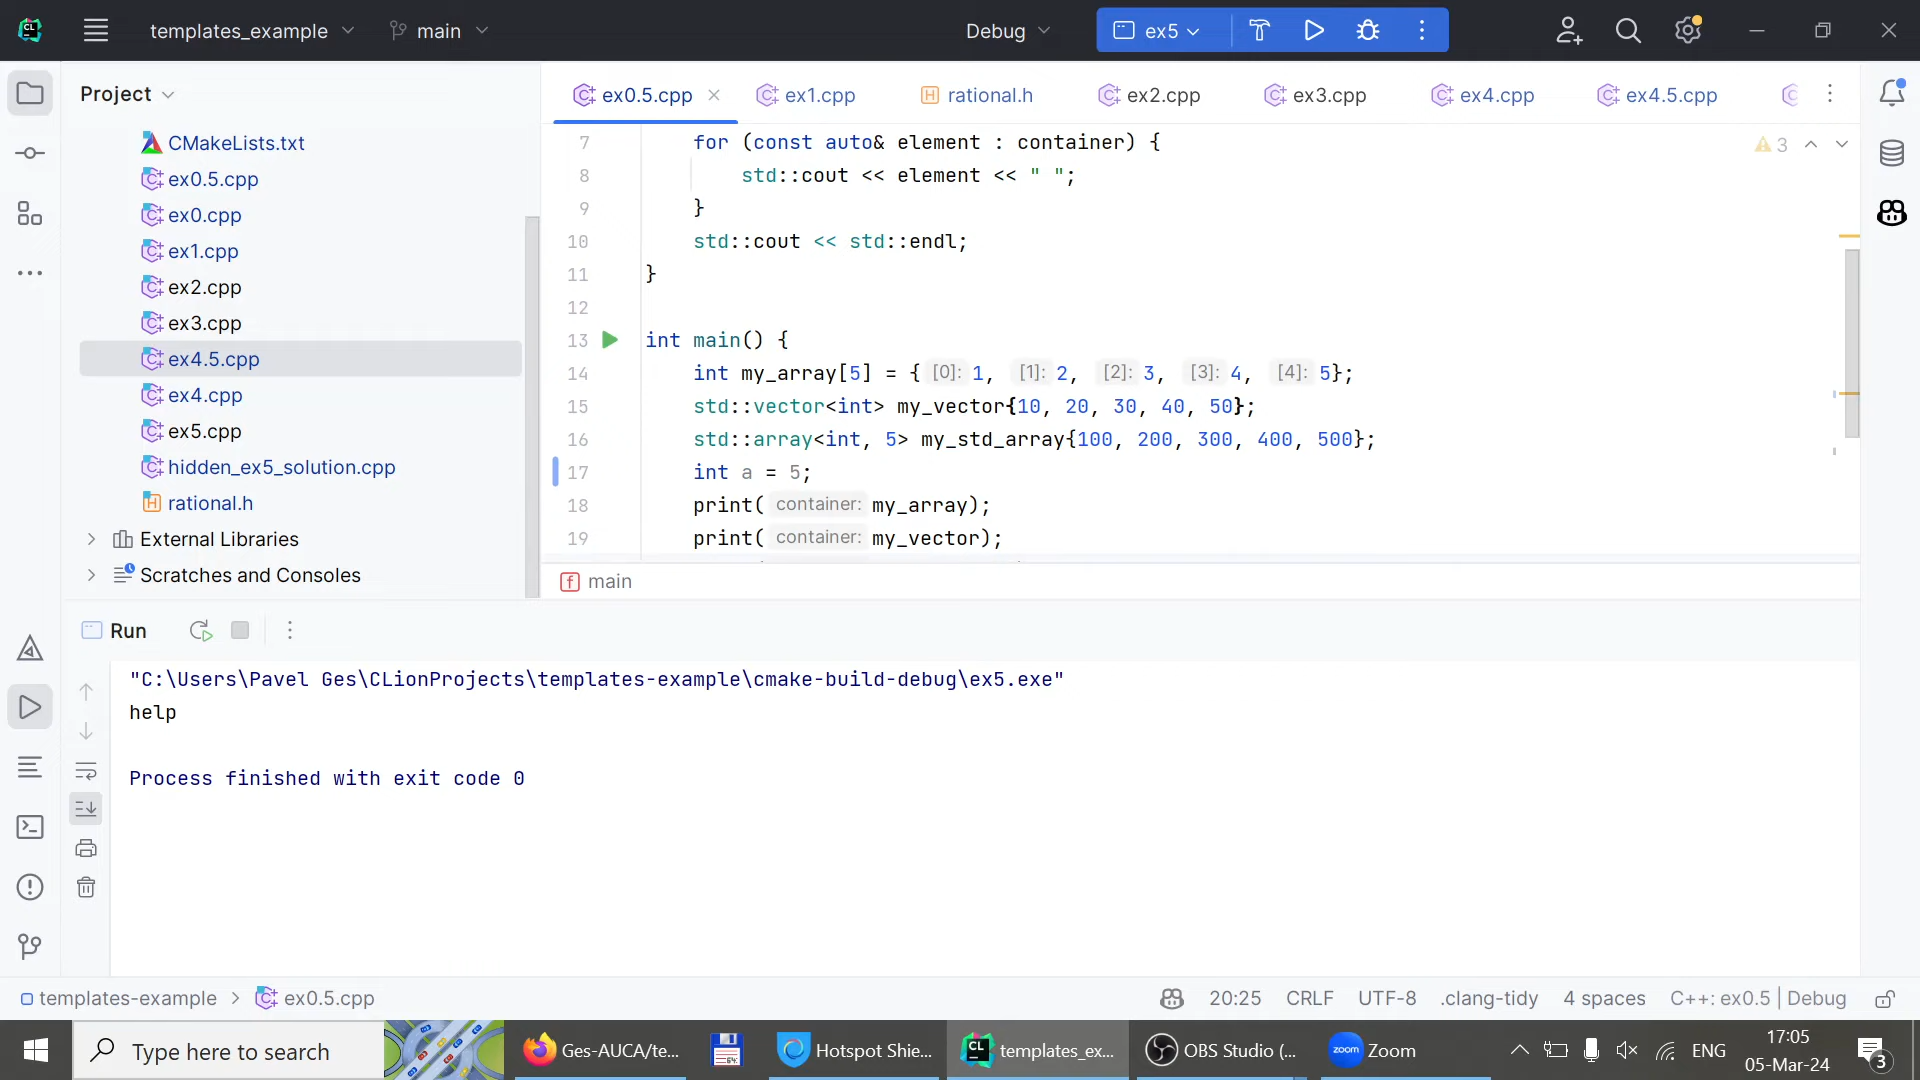 CL templates_example main Debug ex5
Project
CMakeLists.txt
ex0.5.cpp
ex0.cpp
ex1.cpp
ex2.cpp
ex3.cpp
ex4.5.cpp
ex4.cpp
ex5.cpp
hidden_ex5_solution.cpp
rational.h
External Libraries
Scratches and Consoles
ex0.5.cpp ex1.cpp rational.h ex2.cpp ex3.cpp ex4.cpp ex4.5.cpp
3
7 for (const auto& element : container) {
8 std::cout << element << " ";
9 }
10 std::cout << std::endl;
11 }
12
13 int main() {
14 int my_array[5] = { [0]: 1, [1]: 2, [2]: 3, [3]: 4, [4]: 5};
15 std::vector<int> my_vector{10, 20, 30, 40, 50};
16 std::array<int, 5> my_std_array{100, 200, 300, 400, 500};
17 int a = 5;
18 print( container: my_array);
19 print( container: my_vector);
f main
Run
"C:\Users\Pavel Ges\CLionProjects\templates-example\cmake-build-debug\ex5.exe"
help
Process finished with exit code 0
templates-example > ex0.5.cpp 20:25 CRLF UTF-8 .clang-tidy 4 spaces C++: ex0.5 | Debug
Type here to search Ges-AUCA/te... 64 Hotspot Shie... CL templates_ex... OBS Studio (... zoom Zoom ENG
17:05
05-Mar-24
3